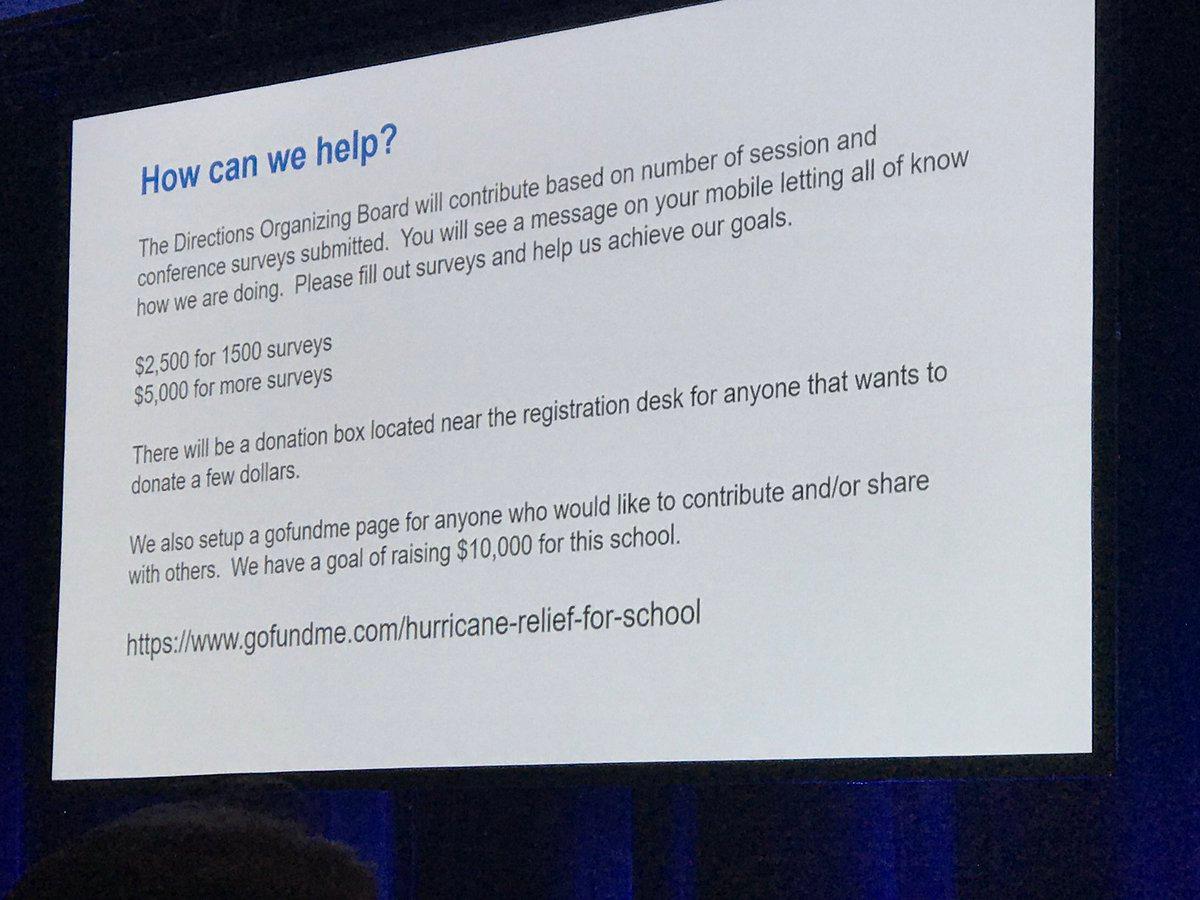 How can we help?
The Directions Organizing Board will contribute based on number of session and
conference surveys submitted.  You will see a message on your mobile letting all of know
how we are doing.  Please fill out surveys and help us achieve our goals.
$2,500 for 1500 surveys
$5,000 for more surveys
There will be a donation box located near the registration desk for anyone that wants to
donate a few dollars.
We also setup a gofundme page for anyone who would like to contribute and/or share
with others.  We have a goal of raising $10,000 for this school.
https://www.gofundme.com/hurricane-relief-for-school